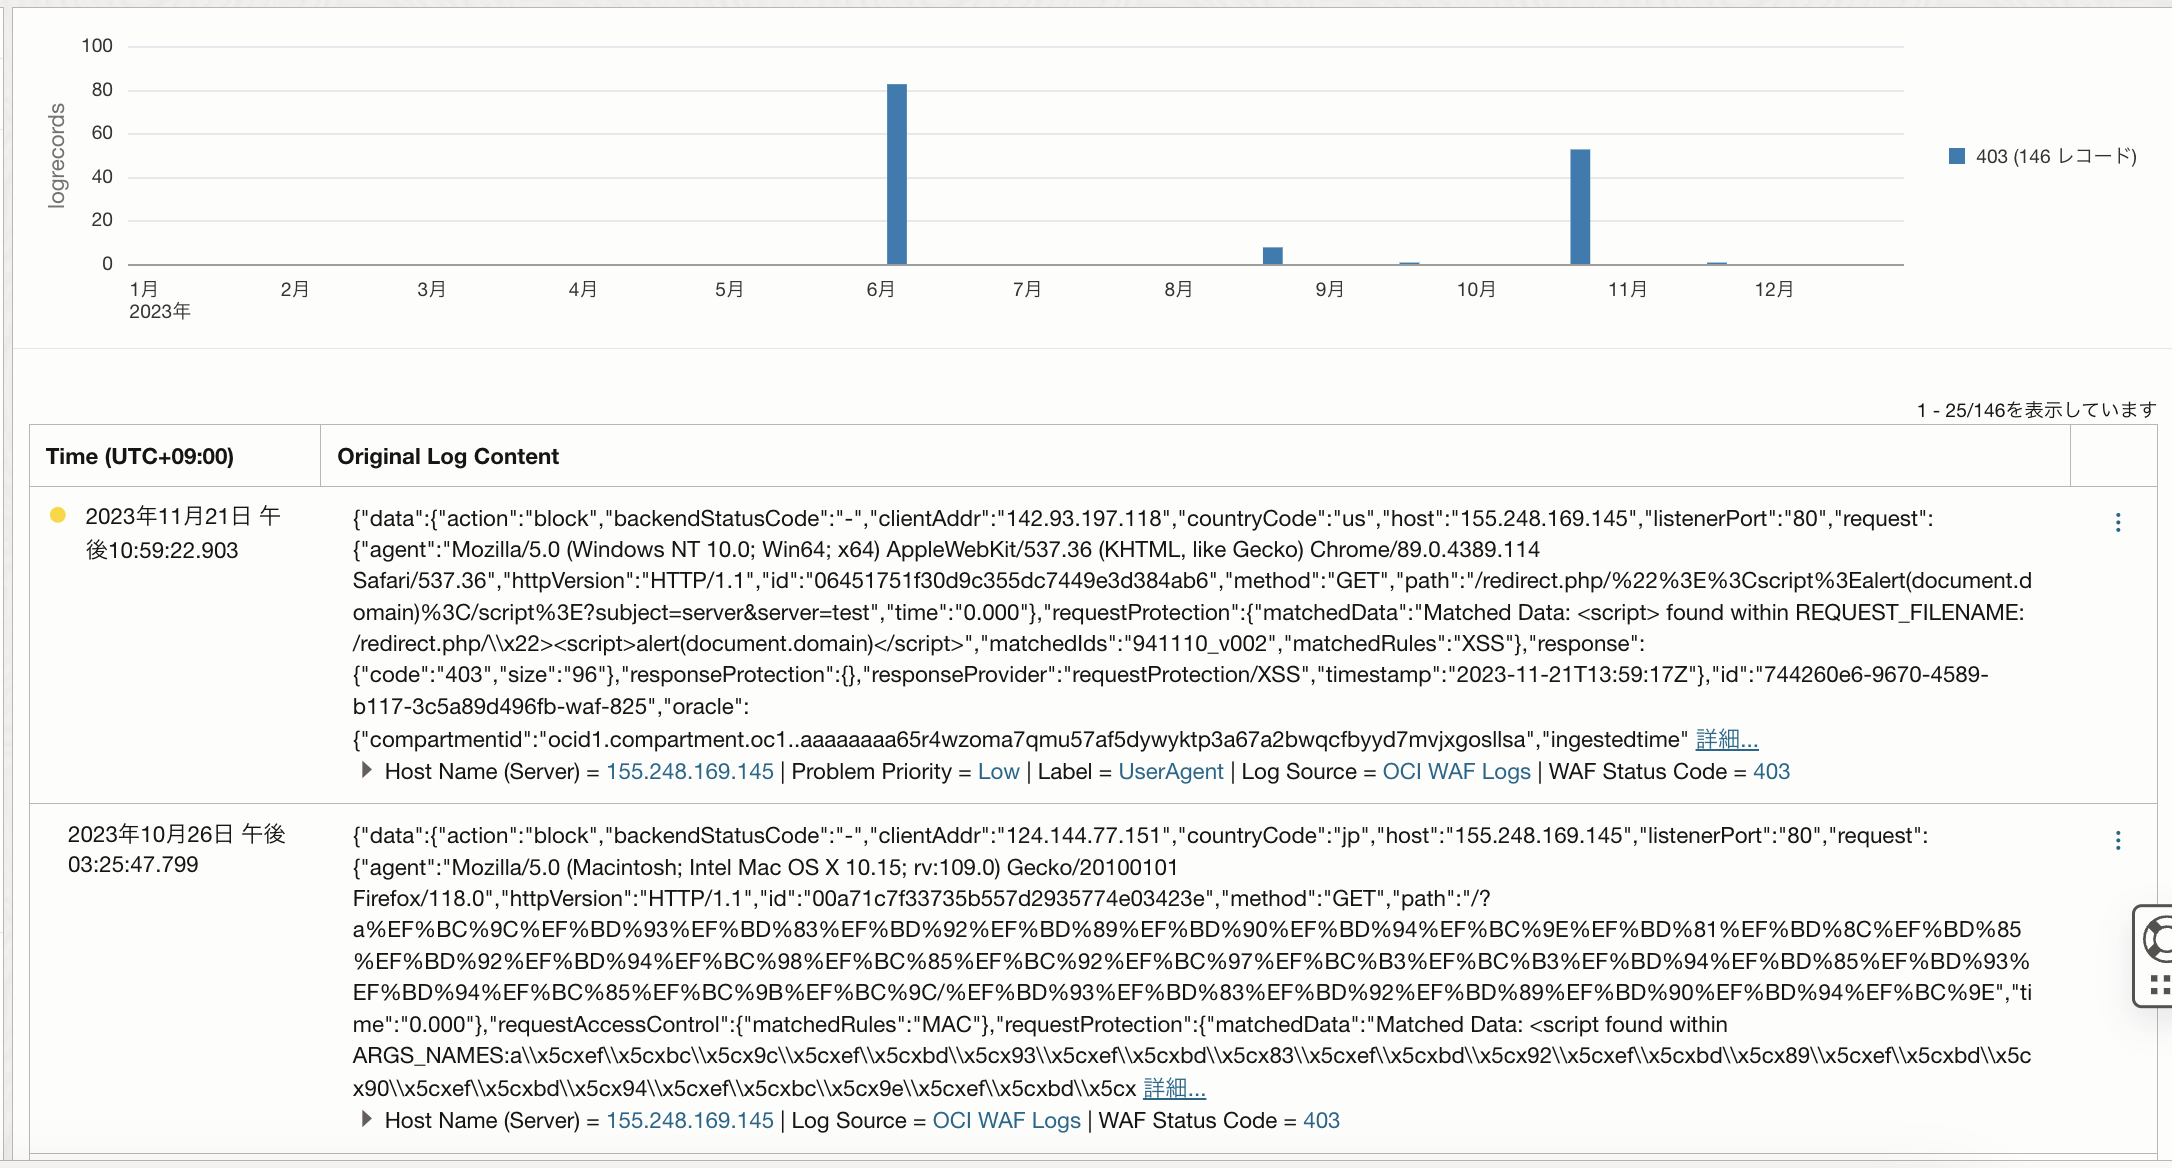 100
80
60
40
20
0
logrecords
1月 2月 3月 4月 5月 6月 7月 8月 9月 10月 11月 12月
2023年
403 (146 レコード)
1 - 25/146を表示しています
Time (UTC+09:00) Original Log Content
2023年11月21日 午
後10:59:22.903
{"data":{"action":"block","backendStatusCode":"-","clientAddr":"142.93.197.118","countryCode":"us","host":"155.248.169.145","listenerPort":"80","request":
{"agent":"Mozilla/5.0 (Windows NT 10.0; Win64; x64) AppleWebKit/537.36 (KHTML, like Gecko) Chrome/89.0.4389.114
Safari/537.36","httpVersion":"HTTP/1.1","id":"06451751f30d9c355dc7449e3d384ab6","method":"GET","path":"/redirect.php/%22%3E%3Cscript%3Ealert(document.d
omain)%3C/script%3E?subject=server&server=test","time":"0.000"},"requestProtection":{"matchedData":"Matched Data: <script> found within REQUEST_FILENAME:
/redirect.php/\\x22><script>alert(document.domain)</script>","matchedIds":"941110_v002","matchedRules":"XSS"},"response":
{"code":"403","size":"96"},"responseProtection":{},"responseProvider":"requestProtection/XSS","timestamp":"2023-11-21T13:59:17Z"},"id":"744260e6-9670-4589-
b117-3c5a89d496fb-waf-825","oracle":
{"compartmentid":"ocid1.compartment.oc1..aaaaaaaa65r4wzoma7qmu57af5dywyktp3a67a2bwqcfbyyd7mvjxgosllsa","ingestedtime" 詳細...
Host Name (Server) = 155.248.169.145 | Problem Priority = Low | Label = UserAgent | Log Source = OCI WAF Logs | WAF Status Code = 403
2023年10月26日 午後
03:25:47.799
{"data":{"action":"block","backendStatusCode":"-","clientAddr":"124.144.77.151","countryCode":"jp","host":"155.248.169.145","listenerPort":"80","request":
{"agent":"Mozilla/5.0 (Macintosh; Intel Mac OS X 10.15; rv:109.0) Gecko/20100101
Firefox/118.0","httpVersion":"HTTP/1.1","id":"00a71c7f33735b557d2935774e03423e","method":"GET","path":"/?
a%EF%BC%9C%EF%BD%93%EF%BD%83%EF%BD%92%EF%BD%89%EF%BD%90%EF%BD%94%EF%BC%9E%EF%BD%81%EF%BD%8C%EF%BD%85
%EF%BD%92%EF%BD%94%EF%BC%98%EF%BC%85%EF%BC%92%EF%BC%97%EF%BC%B3%EF%BC%B3%EF%BD%94%EF%BD%85%EF%BD%93%
EF%BD%94%EF%BC%85%EF%BC%9B%EF%BC%9C/%EF%BD%93%EF%BD%83%EF%BD%92%EF%BD%89%EF%BD%90%EF%BD%94%EF%BC%9E","ti
me":"0.000"},"requestAccessControl":{"matchedRules":"MAC"},"requestProtection":{"matchedData":"Matched Data: <script found within
ARGS_NAMES:a\\x5cxef\\x5cxbc\\x5cx9c\\x5cxef\\x5cxbd\\x5cx93\\x5cxef\\x5cxbd\\x5cx83\\x5cxef\\x5cxbd\\x5cx92\\x5cxef\\x5cxbd\\x5cx89\\x5cxef\\x5cxbd\\x5c
x90\\x5cxef\\x5cxbd\\x5cx94\\x5cxef\\x5cxbc\\x5cx9e\\x5cxef\\x5cxbd\\x5cx 詳細...
Host Name (Server) = 155.248.169.145 | Log Source = OCI WAF Logs | WAF Status Code = 403